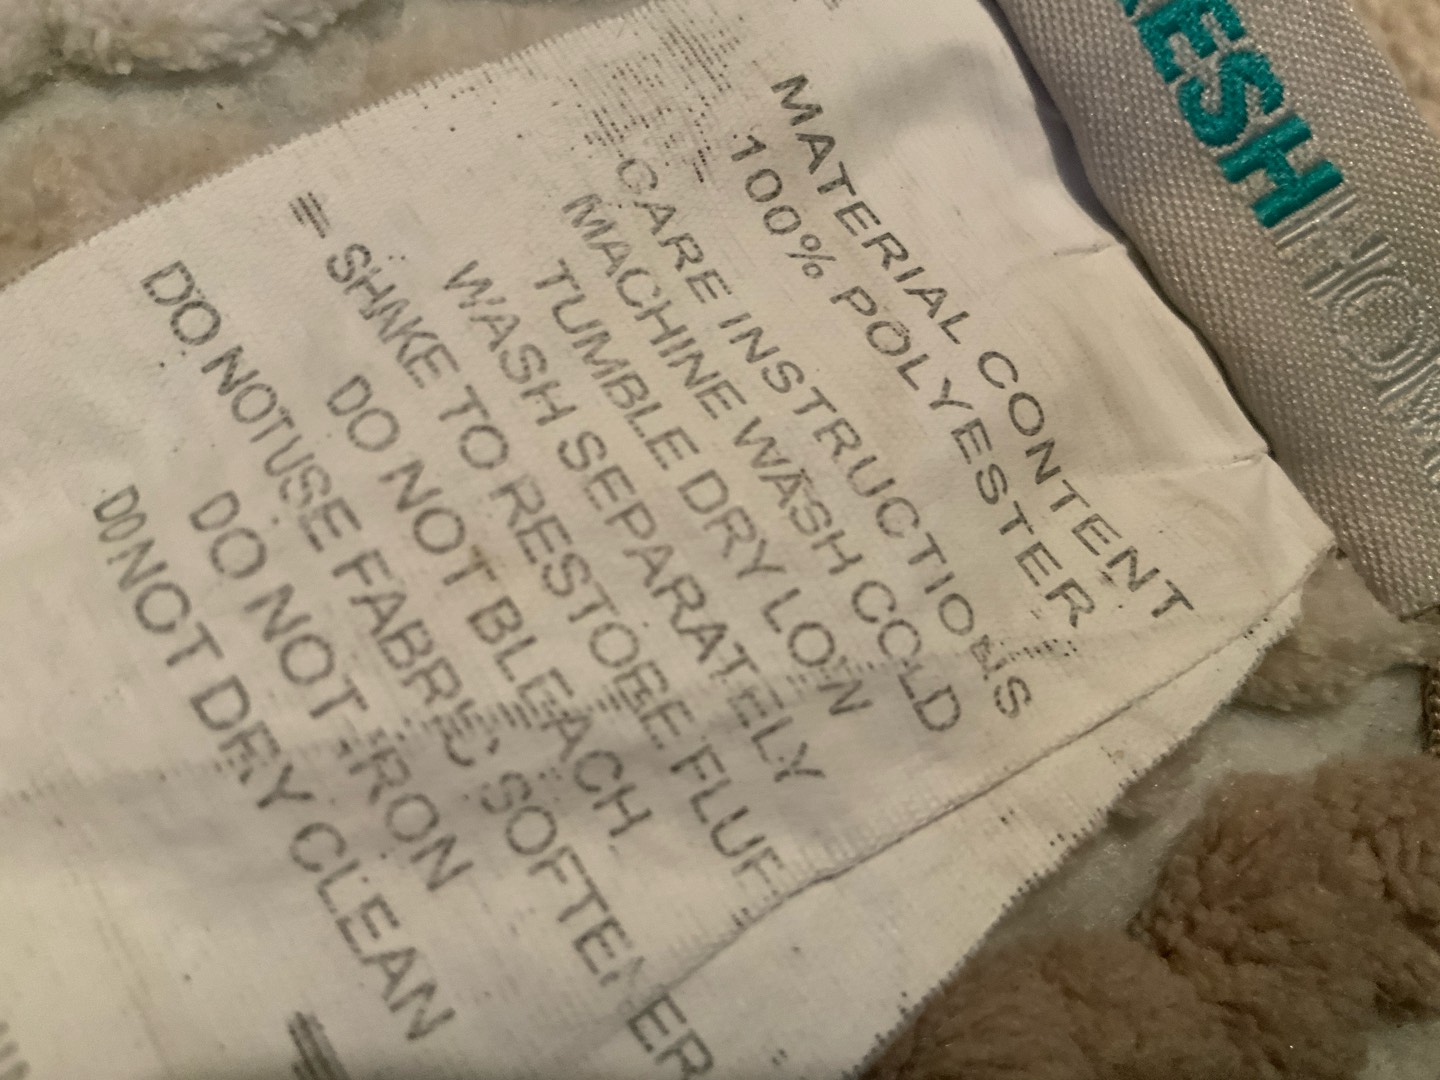 MATERIAL CONTENT
100% POLYESTER
CARE INSTRUCTIONS
MACHINE WASH COLD
TUMBLE DRY LOW
WASH SEPARATELY
SHAKE TO RESTORE FLUFF
DO NOT BLEACH
DO NOT USE FABRIC SOFTENER
DO NOT IRON
DO NOT DRY CLEAN
RESH